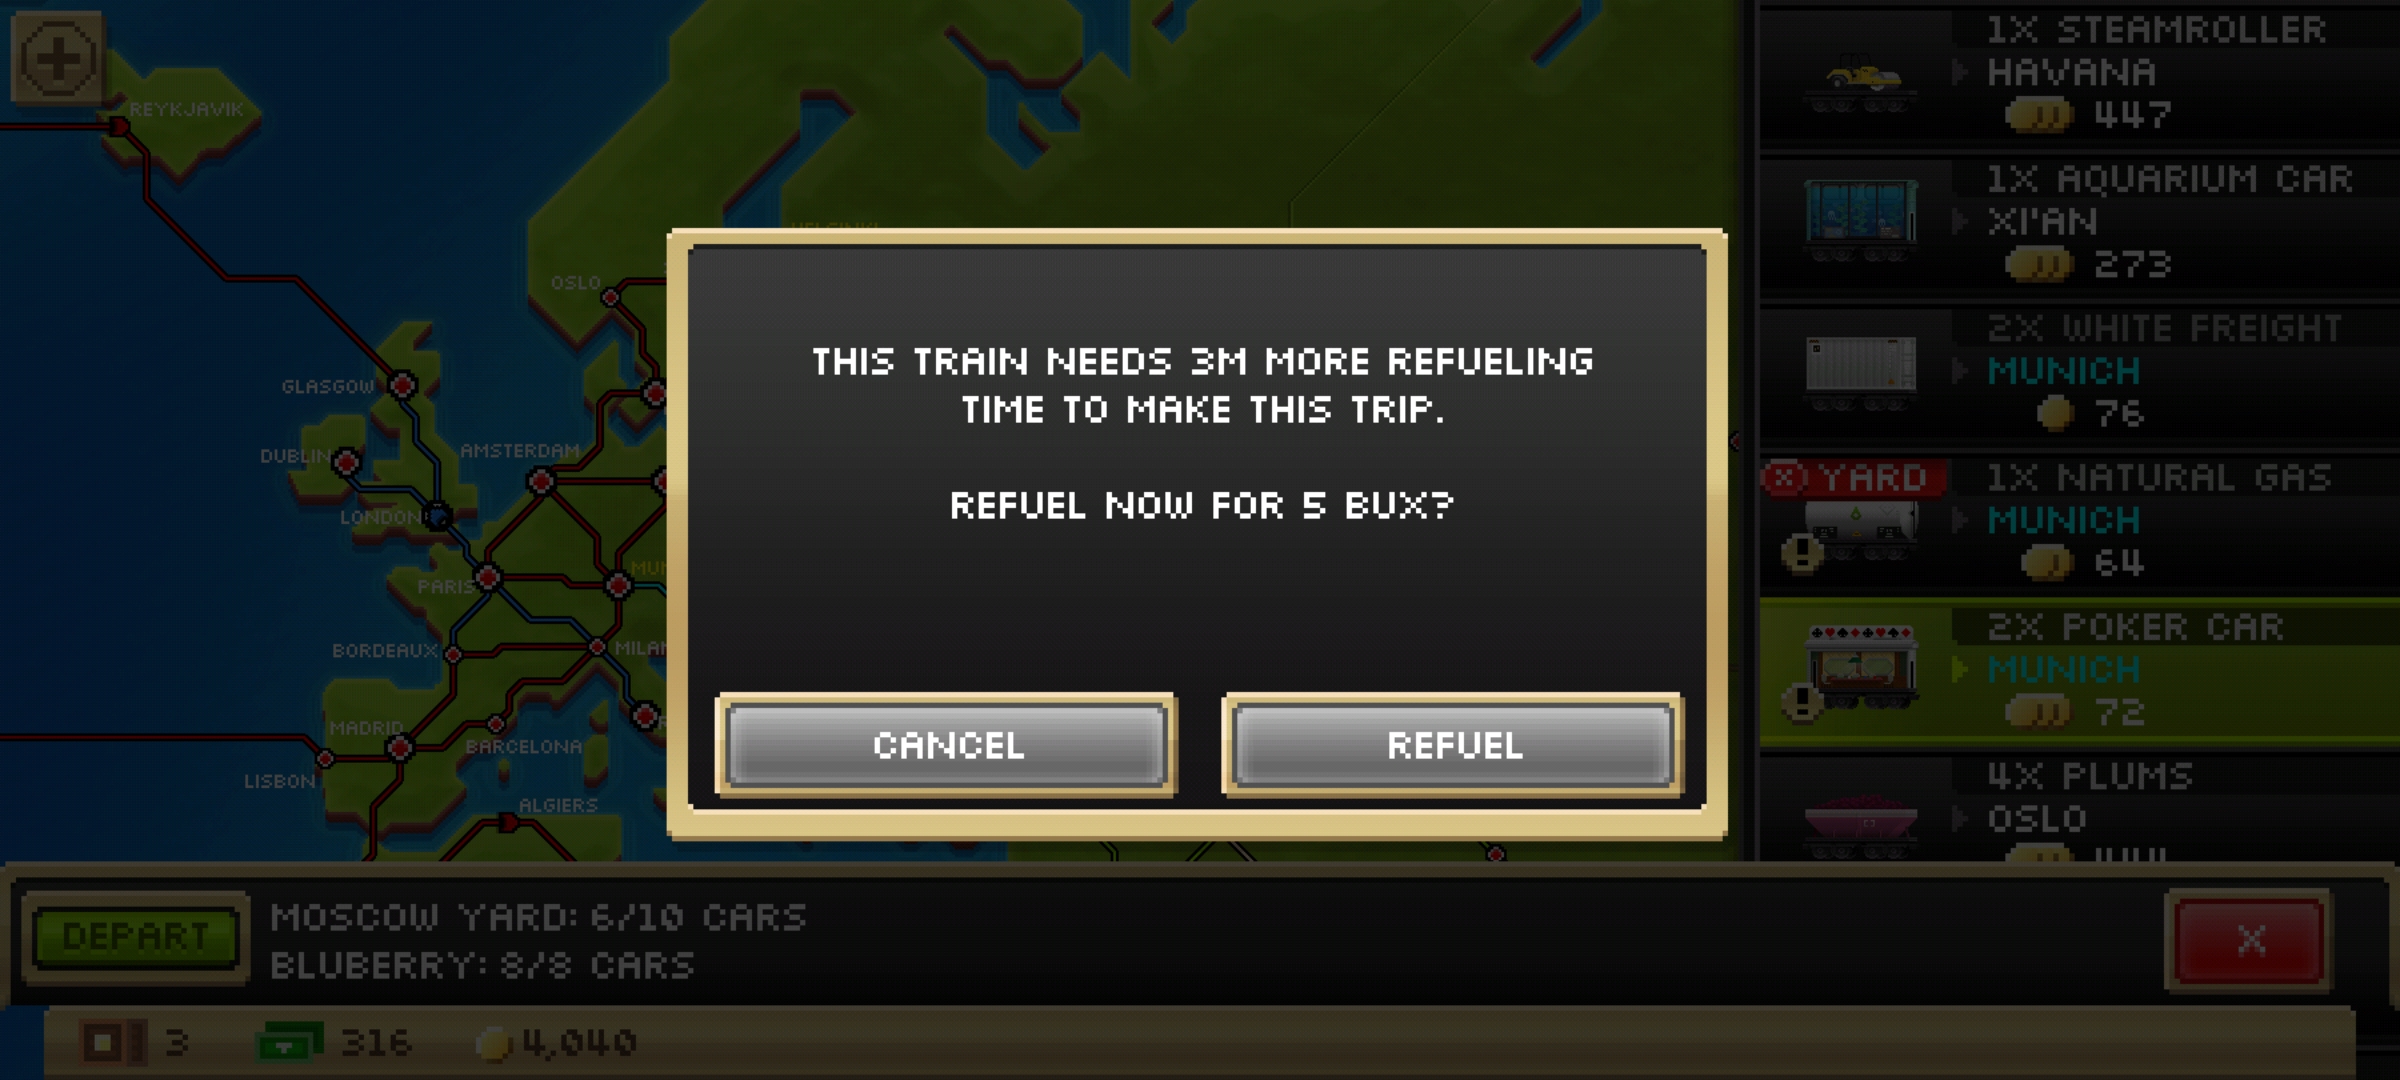 REYKJAVIK
OSLO
GLASGOW
DUBLIN
AMSTERDAM
LONDON
PARIS
BORDEAUX
MADRID
BARCELONA
LISBON
ALGIERS
THIS TRAIN NEEDS 3M MORE REFUELING
TIME TO MAKE THIS TRIP.
REFUEL NOW FOR 5 BUX?
CANCEL
REFUEL
1X STEAMROLLER
HAVANA
447
1X AQUARIUM CAR
XI'AN
273
2X WHITE FREIGHT
MUNICH
76
YARD
1X NATURAL GAS
MUNICH
64
2X POKER CAR
MUNICH
72
4X PLUMS
OSLO
DEPART
MOSCOW YARD: 6/10 CARS
BLUBERRY: 8/8 CARS
X
3
316
4,040